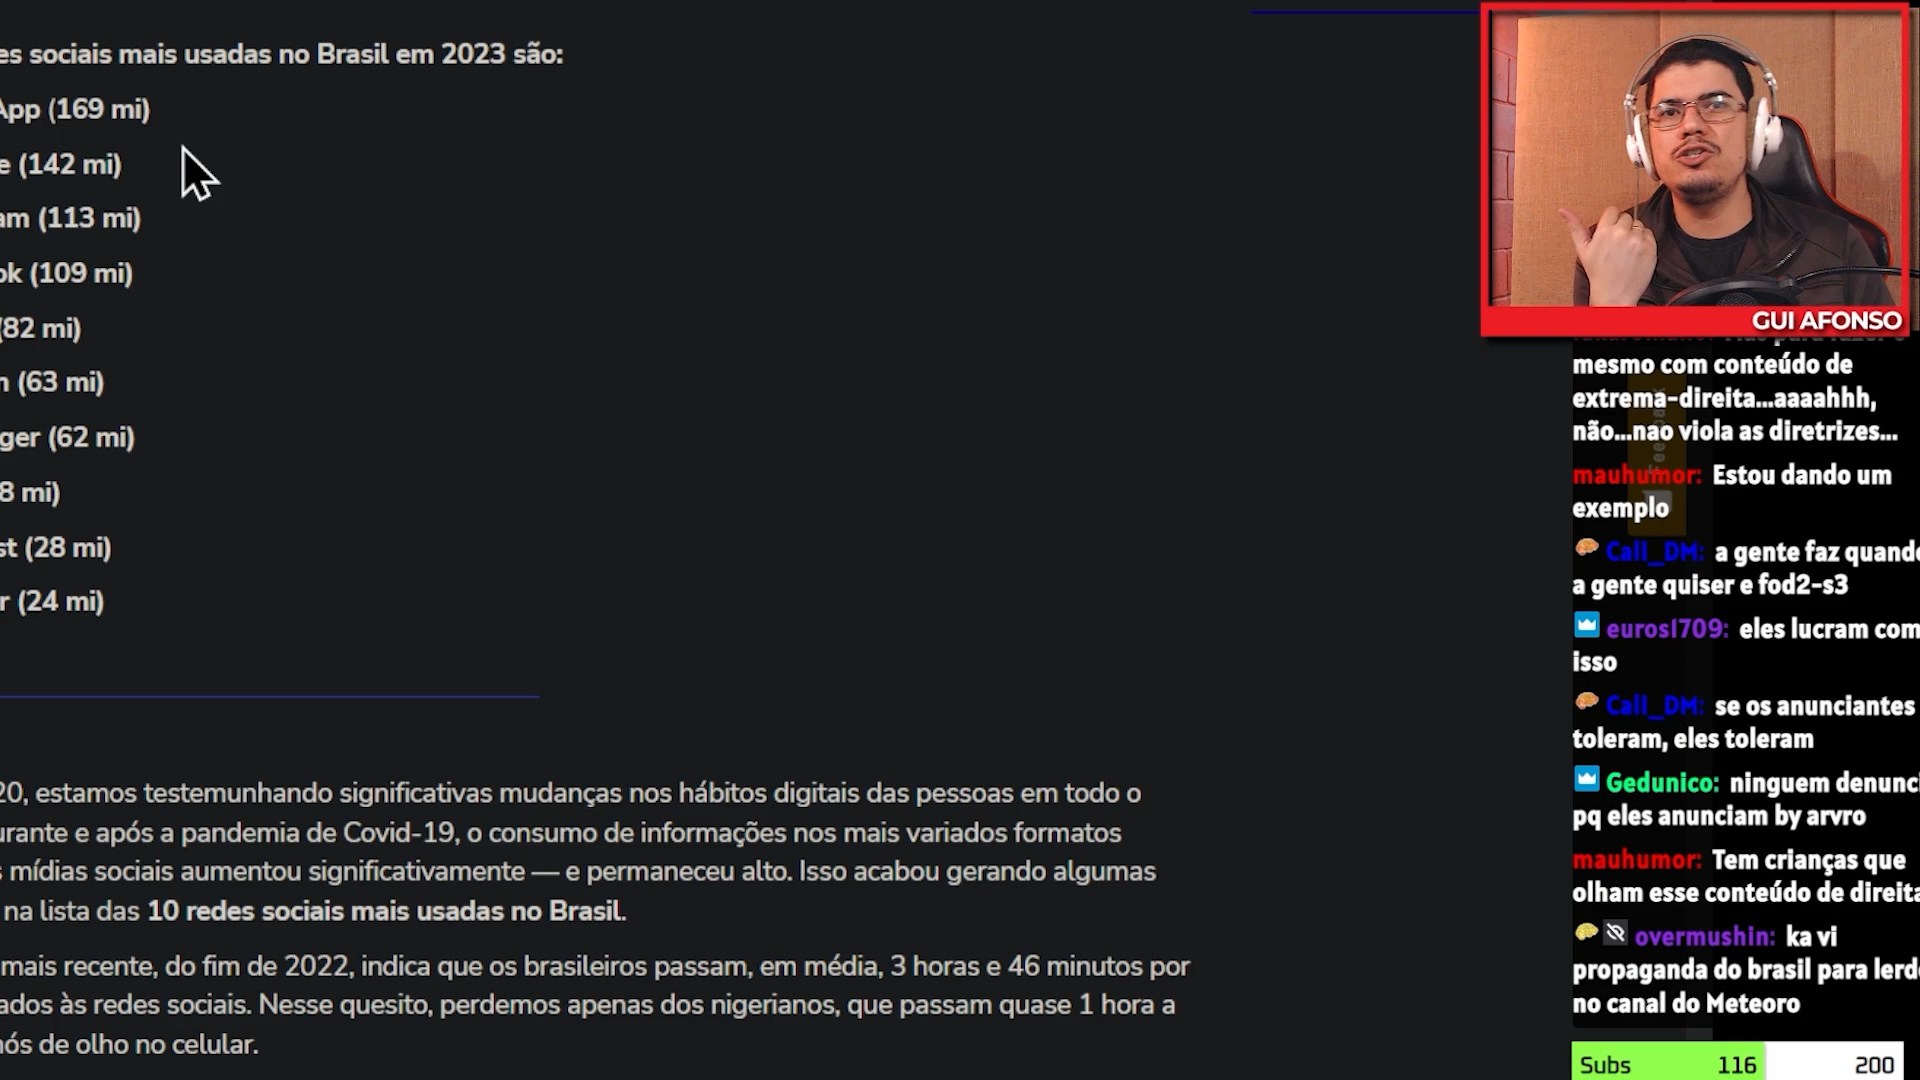 es sociais mais usadas no Brasil em 2023 são:
App (169 mi)
e (142 mi)
am (113 mi)
ok (109 mi)
(82 mi)
n (63 mi)
ger (62 mi)
8 mi)
st (28 mi)
r (24 mi)
20, estamos testemunhando significativas mudanças nos hábitos digitais das pessoas em todo o
urante e após a pandemia de Covid-19, o consumo de informações nos mais variados formatos
s mídias sociais aumentou significativamente — e permaneceu alto. Isso acabou gerando algumas
na lista das 10 redes sociais mais usadas no Brasil.
mais recente, do fim de 2022, indica que os brasileiros passam, em média, 3 horas e 46 minutos por
ados às redes sociais. Nesse quesito, perdemos apenas dos nigerianos, que passam quase 1 hora a
nós de olho no celular.
GUI AFONSO
mesmo com conteúdo de
extrema-direita...aaaahhh,
não...nao viola as diretrizes...
mauhumor: Estou dando um
exemplo
Call_DM: a gente faz quando
a gente quiser e fod2-s3
euros1709: eles lucram com
isso
Call_DM: se os anunciantes
toleram, eles toleram
Gedunico: ninguem denunci
pq eles anunciam by arvro
mauhumor: Tem crianças que
olham esse conteúdo de direita
overmushin: ka vi
propaganda do brasil para lerdo
no canal do Meteoro
Subs 116 200